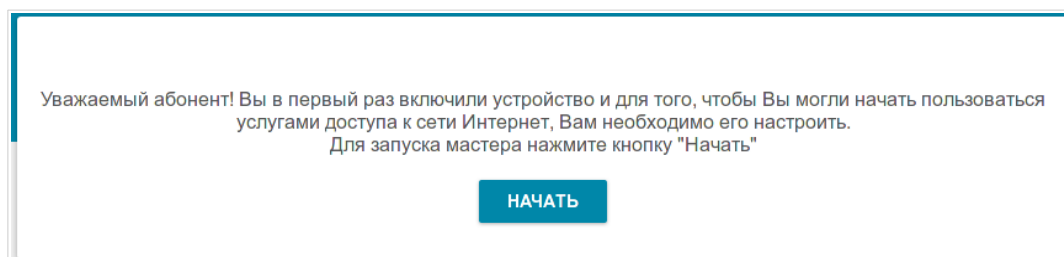 Уважаемый абонент! Вы в первый раз включили устройство и для того, чтобы Вы могли начать пользоваться
услугами доступа к сети Интернет, Вам необходимо его настроить.
Для запуска мастера нажмите кнопку "Начать"
НАЧАТЬ